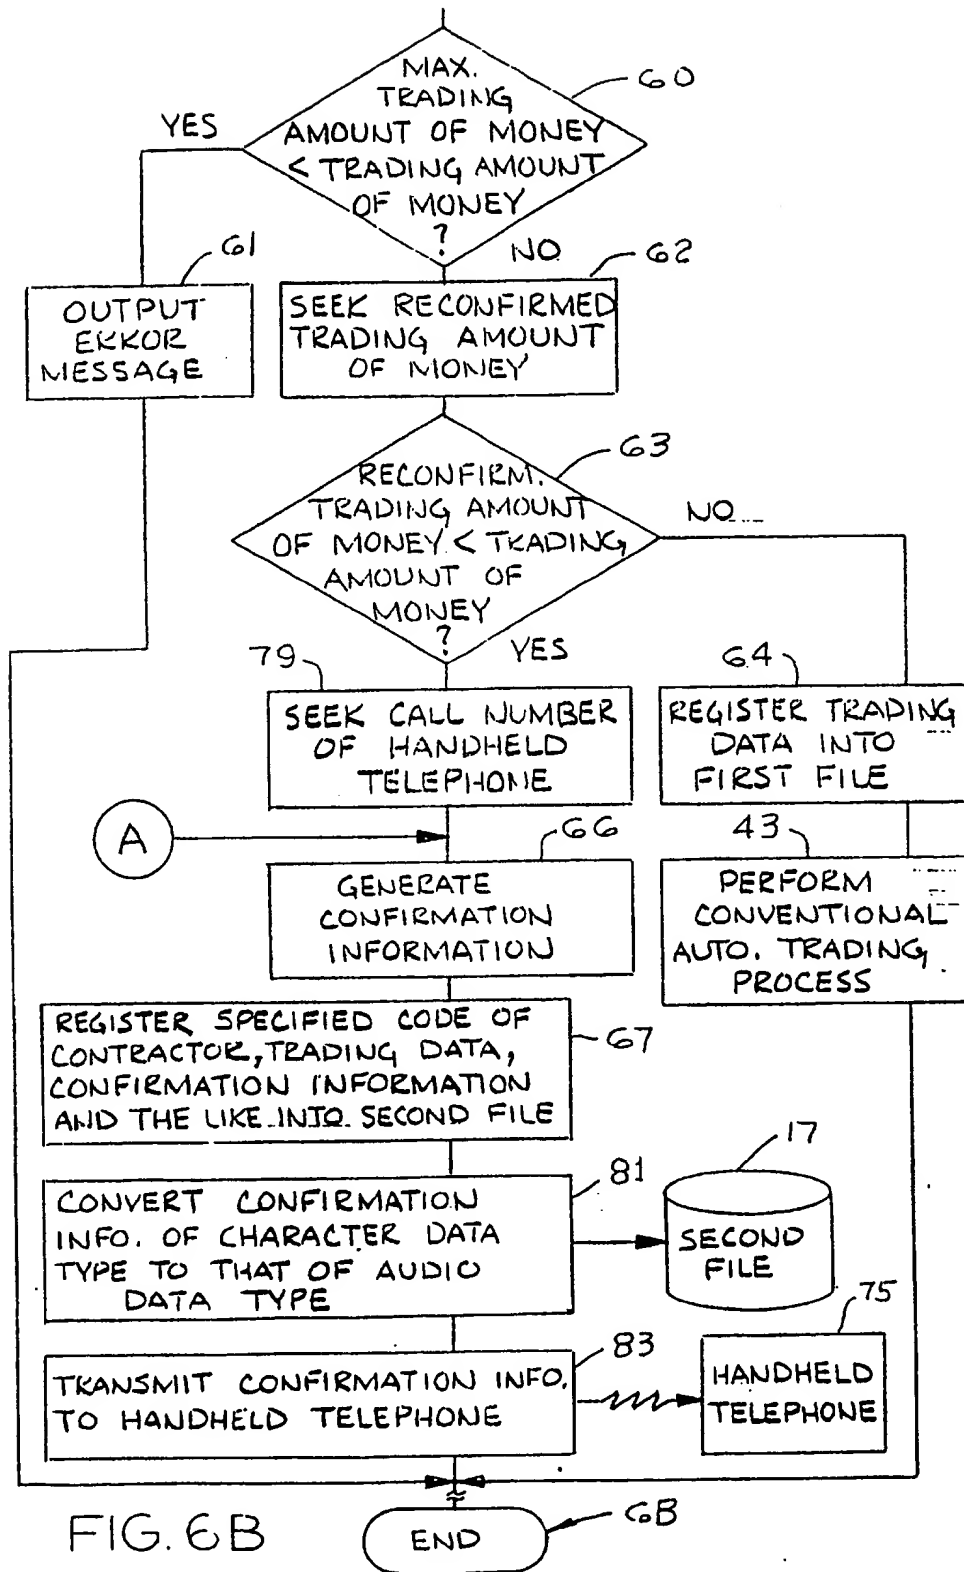 MAX.
TRADING
AMOUNT OF MONEY
< TRADING AMOUNT
OF MONEY
?
60
YES
NO
61
OUTPUT
ERROR
MESSAGE
62
SEEK RECONFIRMED
TRADING AMOUNT
OF MONEY
63
RECONFIRM.
TRADING AMOUNT
OF MONEY < TRADING
AMOUNT OF
MONEY
?
NO
YES
79
SEEK CALL NUMBER
OF HANDHELD
TELEPHONE
64
REGISTER TRADING
DATA INTO
FIRST FILE
A
66
GENERATE
CONFIRMATION
INFORMATION
43
PERFORM
CONVENTIONAL
AUTO. TRADING
PROCESS
REGISTER SPECIFIED CODE OF
CONTRACTOR, TRADING DATA,
CONFIRMATION INFORMATION
AND THE LIKE INTO SECOND FILE
67
CONVERT CONFIRMATION
INFO. OF CHARACTER DATA
TYPE TO THAT OF AUDIO
DATA TYPE
81
17
SECOND
FILE
TRANSMIT CONFIRMATION INFO.
TO HANDHELD TELEPHONE
83
75
HANDHELD
TELEPHONE
FIG. 6B
END
6B